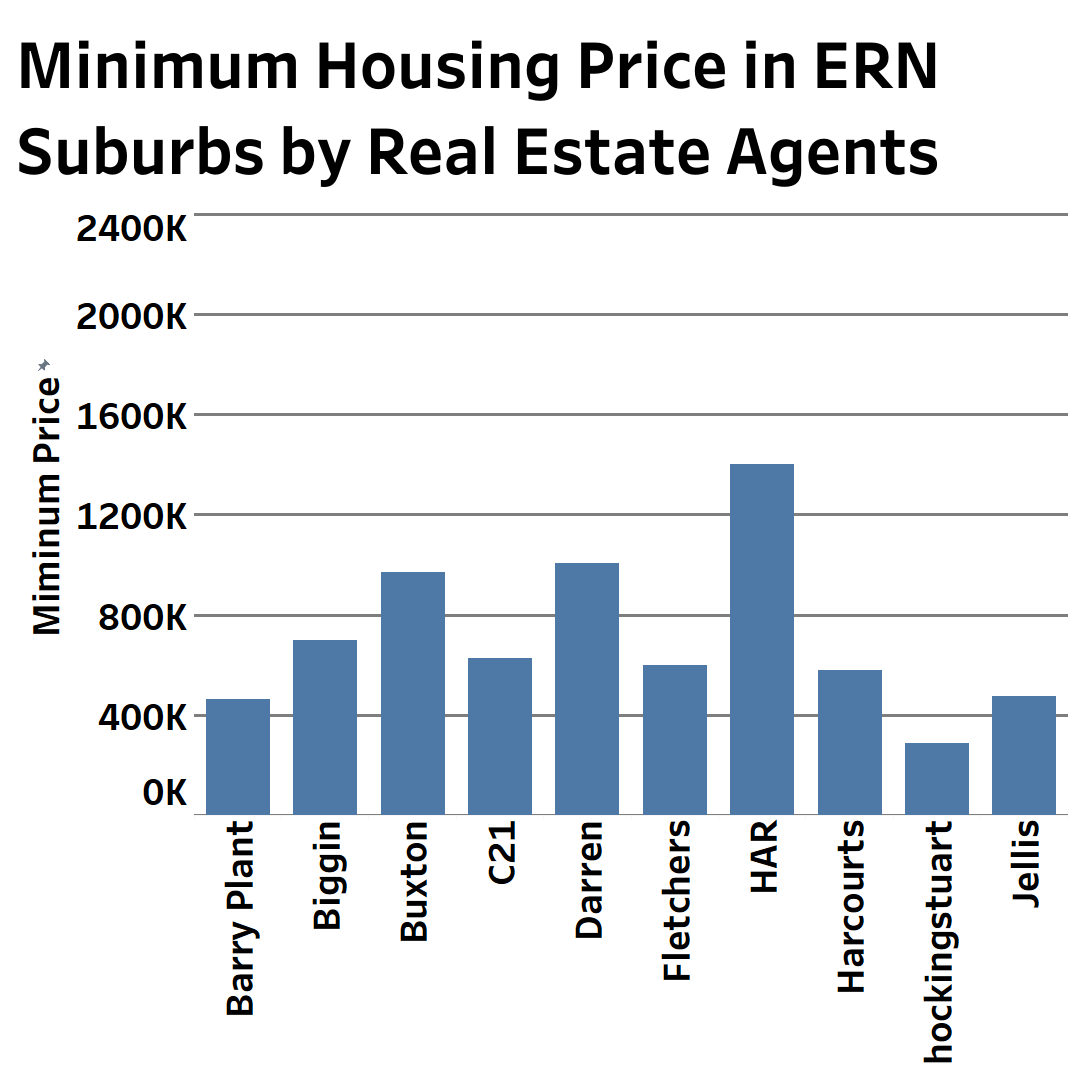 Minimum Housing Price in ERN
Suburbs by Real Estate Agents
2400K
2000K
1600K
1200K
800K
400K
0K
Miminum Price
Barry Plant
Biggin
Buxton
C21
Darren
Fletchers
HAR
Harcourts
hockingstuart
Jellis